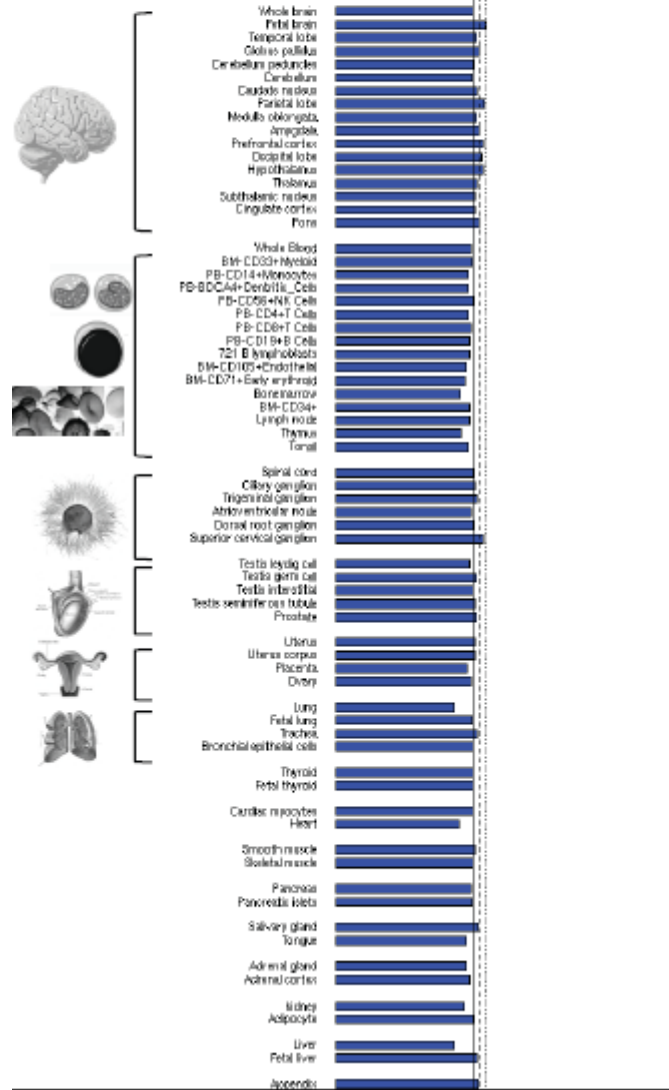 Whole brain
Fetal brain
Temporal lobe
Globus pallidus
Cerebellum peduncles
Cerebellum
Caudate nucleus
Parietal lobe
Medulla oblongata
Amygdala
Prefrontal cortex
Occipital lobe
Hypothalamus
Thalamus
Subthalamic nucleus
Cingulate cortex
Pons
Whole Blood
BM-CD33+Myeloid
PB-CD14+Monocytes
PB-BDCA4+Dentritic_Cells
PB-CD56+NK Cells
PB-CD4+T Cells
PB-CD8+T Cells
PB-CD19+B Cells
721 B lymphoblasts
BM-CD105+Endothelial
BM-CD71+Early erythroid
Bonemarrow
BM-CD34+
Lymph node
Thymus
Tonsil
Spinal cord
Ciliary ganglion
Trigeminal ganglion
Atrioventricular node
Dorsal root ganglion
Superior cervical ganglion
Testis leydig cell
Testis germ cell
Testis interstitial
Testis seminiferous tubule
Prostate
Uterus
Uterus corpus
Placenta
Ovary
Lung
Fetal lung
Trachea
Bronchial epithelial cells
Thyroid
Fetal thyroid
Cardiac myocytes
Heart
Smooth muscle
Skeletal muscle
Pancreas
Pancreatic islets
Salivary gland
Tongue
Adrenal gland
Adrenal cortex
Kidney
Adipocyte
Liver
Fetal liver
Appendix